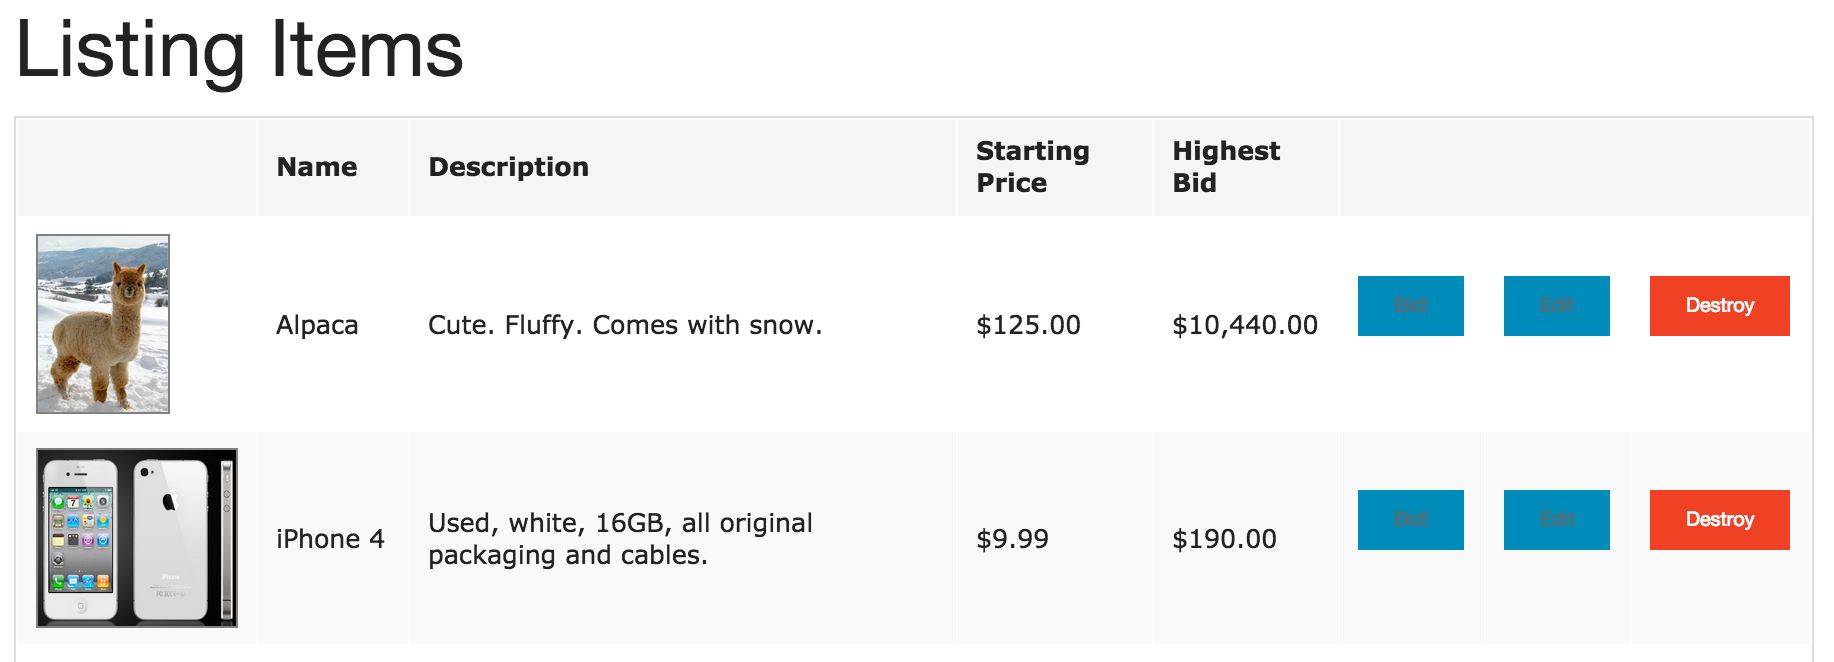 Listing Items
Name Description Starting Price Highest Bid
Alpaca Cute. Fluffy. Comes with snow. $125.00 $10,440.00 Bid! Edit Destroy
iPhone 4 Used, white, 16GB, all original packaging and cables. $9.99 $190.00 Bid! Edit Destroy
iPhone